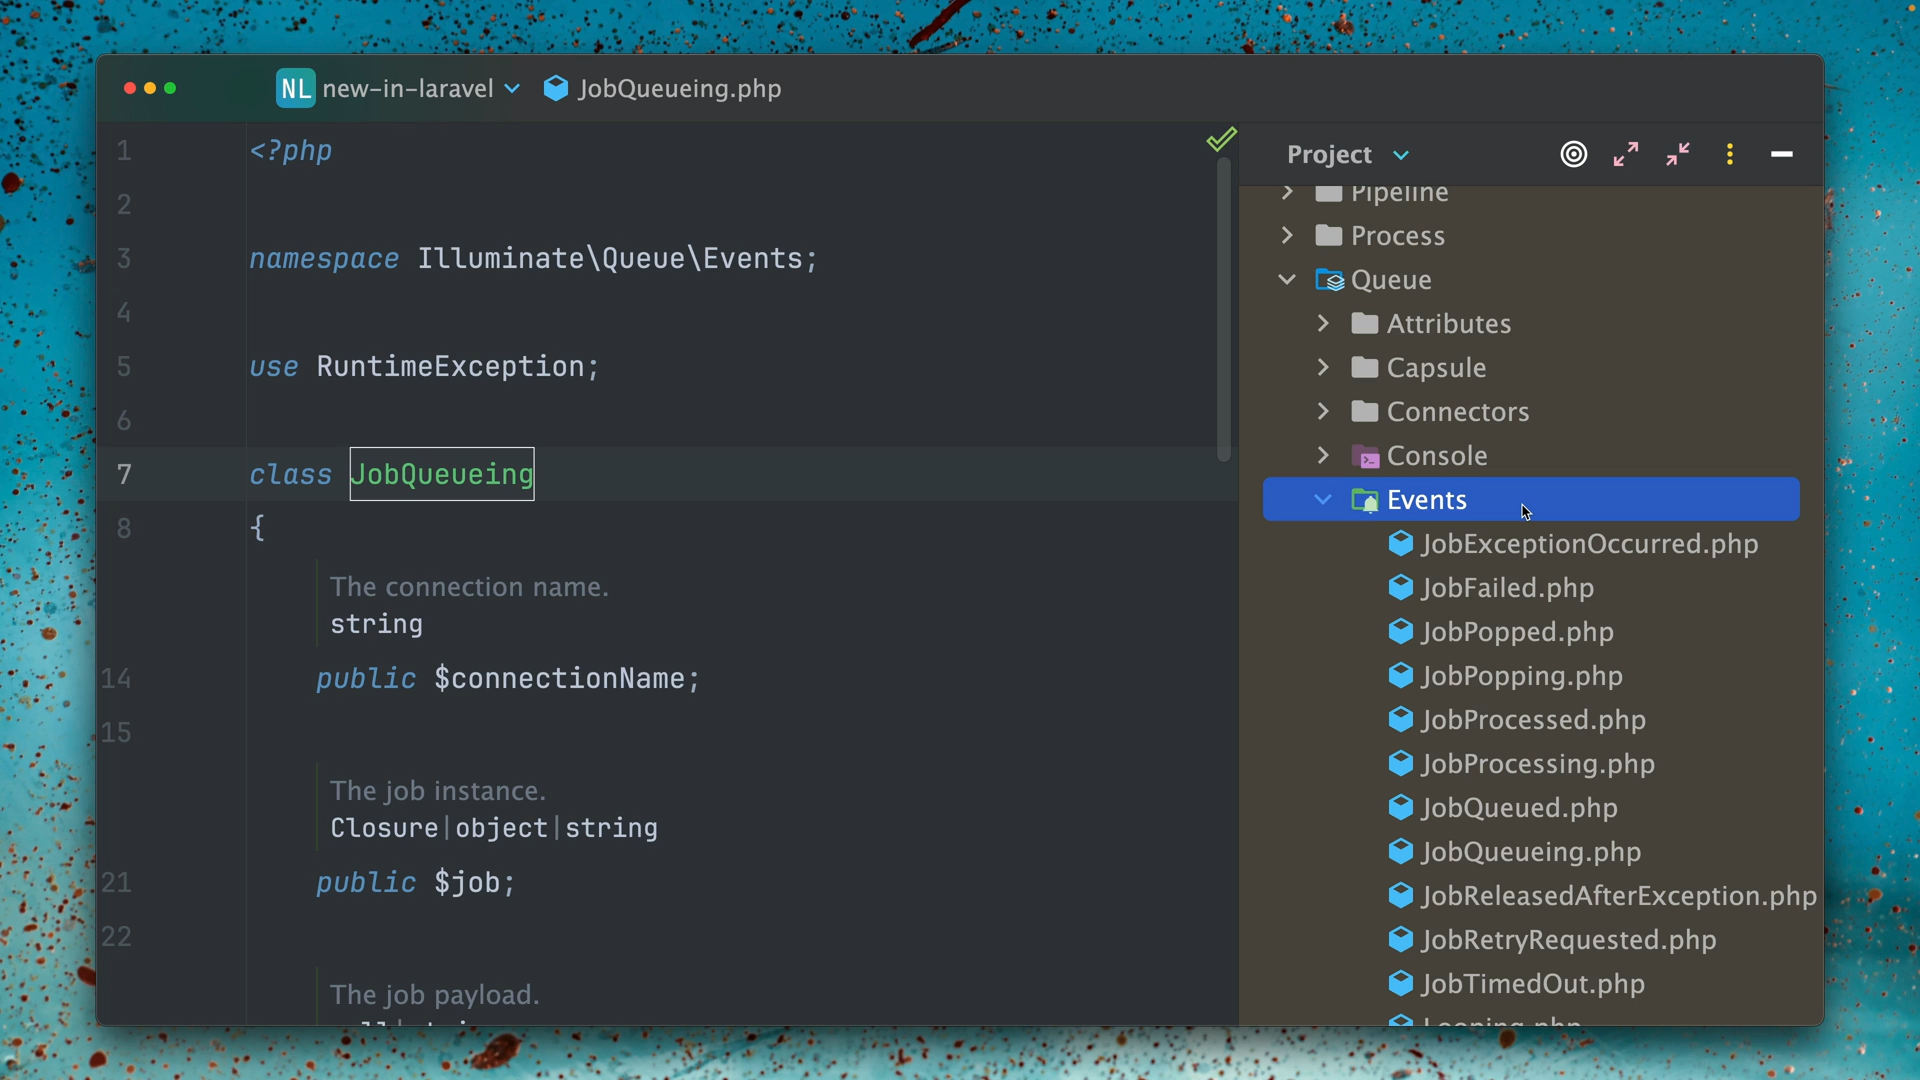 NL new-in-laravel JobQueueing.php
1 <?php
2
3 namespace Illuminate\Queue\Events;
4
5 use RuntimeException;
6
7 class JobQueueing
8 {
The connection name.
string
14 public $connectionName;
15
The job instance.
Closure|object|string
21 public $job;
22
The job payload.
Project
Pipeline
Process
Queue
Attributes
Capsule
Connectors
Console
Events
JobExceptionOccurred.php
JobFailed.php
JobPopped.php
JobPopping.php
JobProcessed.php
JobProcessing.php
JobQueued.php
JobQueueing.php
JobReleasedAfterException.php
JobRetryRequested.php
JobTimedOut.php
Looping.php